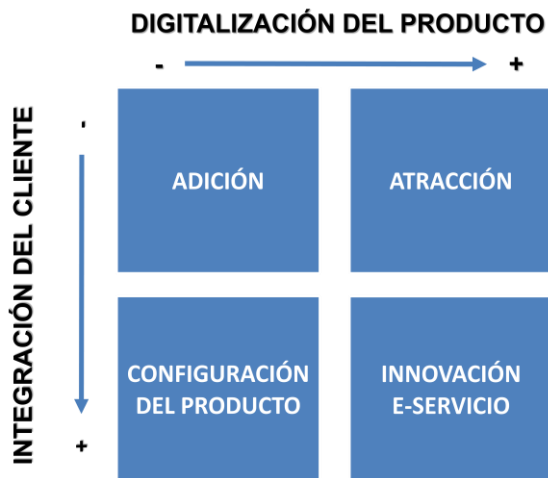 DIGITALIZACIÓN DEL PRODUCTO
- +
INTEGRACIÓN DEL CLIENTE
-
+
ADICIÓN
ATRACCIÓN
CONFIGURACIÓN
DEL PRODUCTO
INNOVACIÓN
E-SERVICIO